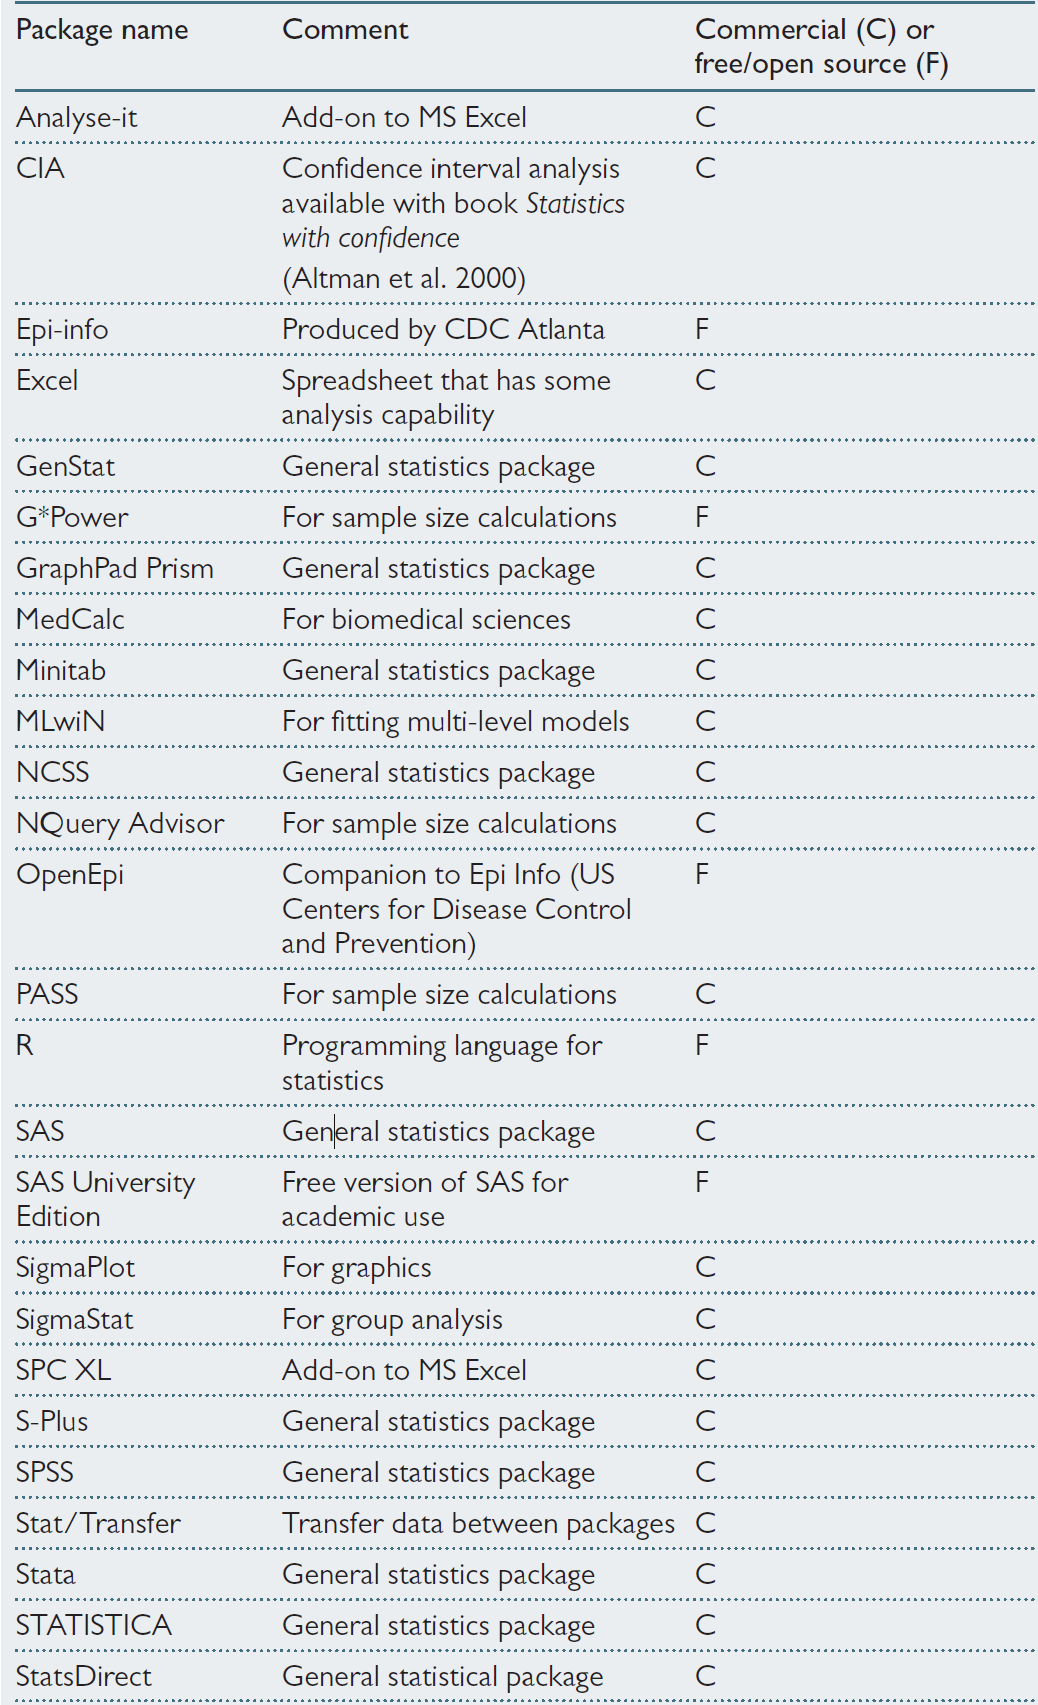 Package name Comment Commercial (C) or
free/open source (F)
Analyse-it Add-on to MS Excel C
CIA Confidence interval analysis C
available with book Statistics
with confidence
(Altman et al. 2000)
Epi-info Produced by CDC Atlanta F
Excel Spreadsheet that has some C
analysis capability
GenStat General statistics package C
G*Power For sample size calculations F
GraphPad Prism General statistics package C
MedCalc For biomedical sciences C
Minitab General statistics package C
MLwiN For fitting multi-level models C
NCSS General statistics package C
NQuery Advisor For sample size calculations C
OpenEpi Companion to Epi Info (US F
Centers for Disease Control
and Prevention)
PASS For sample size calculations C
R Programming language for F
statistics
SAS General statistics package C
SAS University Free version of SAS for F
Edition academic use
SigmaPlot For graphics C
SigmaStat For group analysis C
SPC XL Add-on to MS Excel C
S-Plus General statistics package C
SPSS General statistics package C
Stat/Transfer Transfer data between packages C
Stata General statistics package C
STATISTICA General statistics package C
StatsDirect General statistical package C